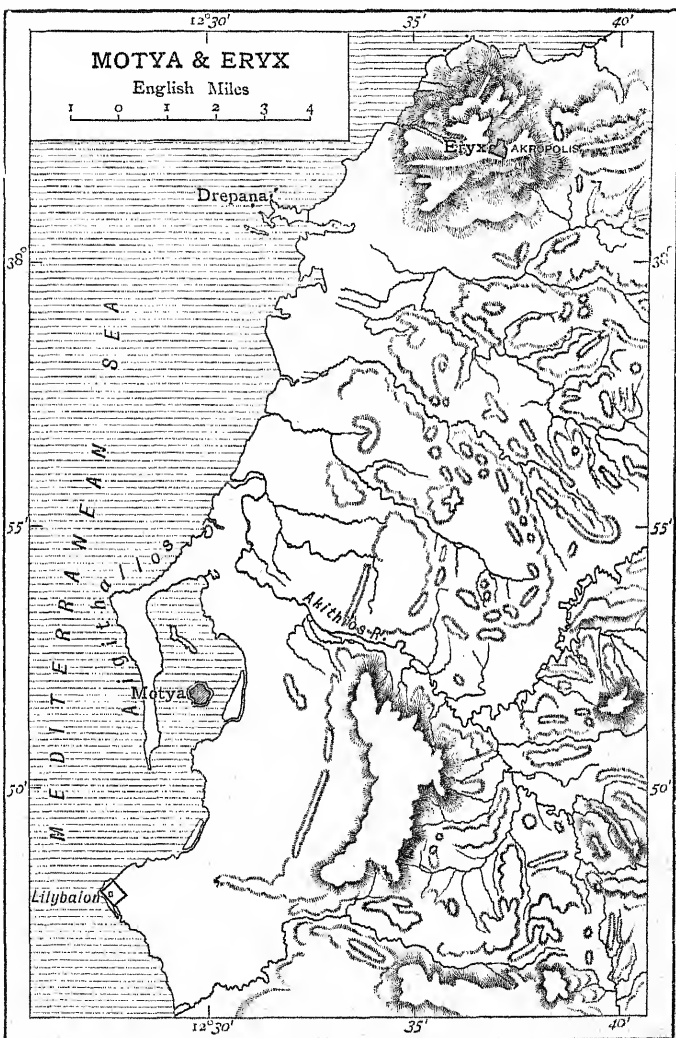 12°30' 35' 40'
MOTYA & ERYX
English Miles
1 0 1 2 3 4
Eryx AKROPOLIS
Drepana
38° 38°
MEDITERRANEAN SEA
55' 55'
Aigithallos
Akithios R.
Motya
50' 50'
Lilybaion
12°30' 35' 40'